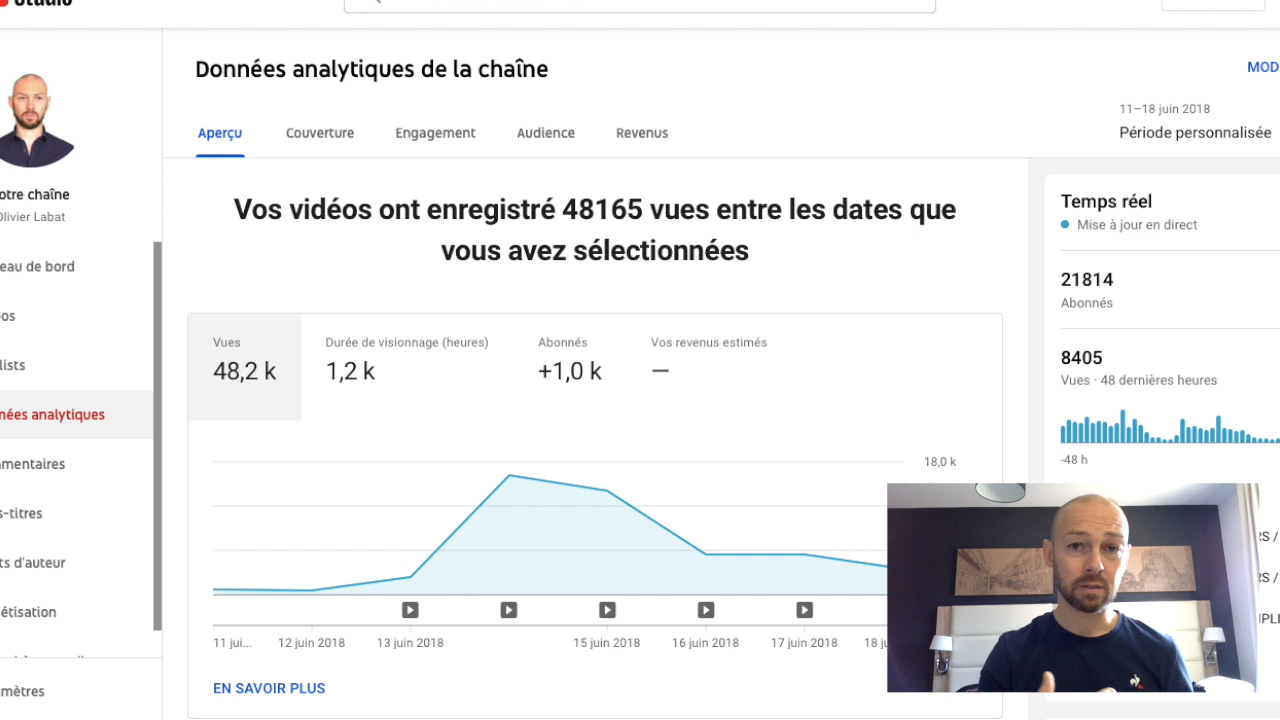 Studio
Données analytiques de la chaîne
MOD
11–18 juin 2018
Période personnalisée
Aperçu
Couverture
Engagement
Audience
Revenus
otre chaîne
Olivier Labat
eau de bord
os
lists
nées analytiques
mentaires
s-titres
ts d'auteur
étisation
mètres
Vos vidéos ont enregistré 48165 vues entre les dates que
vous avez sélectionnées
Vues
48,2 k
Durée de visionnage (heures)
1,2 k
Abonnés
+1,0 k
Vos revenus estimés
—
18,0 k
11 jui...
12 juin 2018
13 juin 2018
15 juin 2018
16 juin 2018
17 juin 2018
18 ju
EN SAVOIR PLUS
Temps réel
Mise à jour en direct
21814
Abonnés
8405
Vues · 48 dernières heures
-48 h
RS /
RS /
MPLI